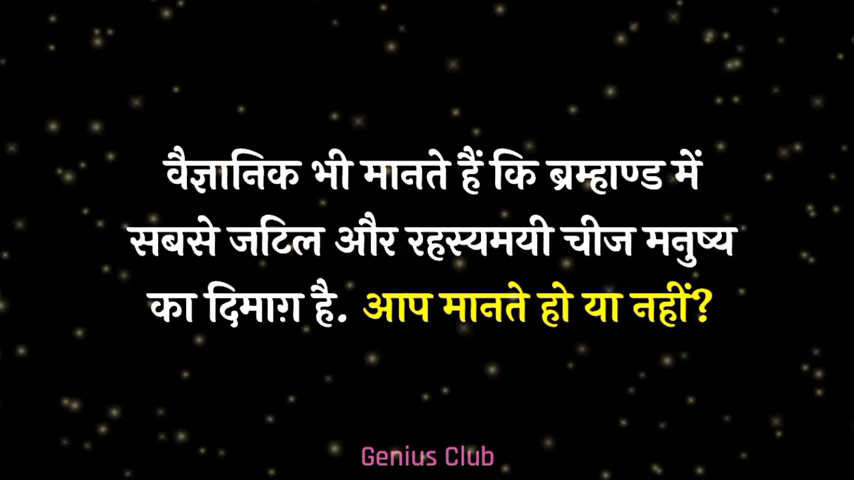 वैज्ञानिक भी मानते हैं कि ब्रम्हाण्ड में
सबसे जटिल और रहस्यमयी चीज मनुष्य
का दिमाग़ है. आप मानते हो या नहीं?
Genius Club